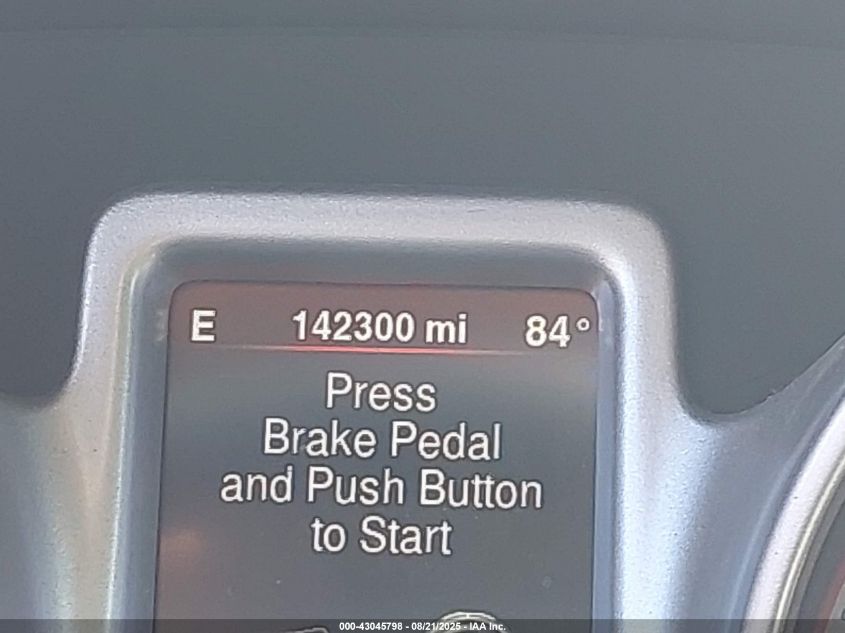 E 142300 mi 84°
Press
Brake Pedal
and Push Button
to Start
000-43045798 - 08/21/2025 - IAA Inc.